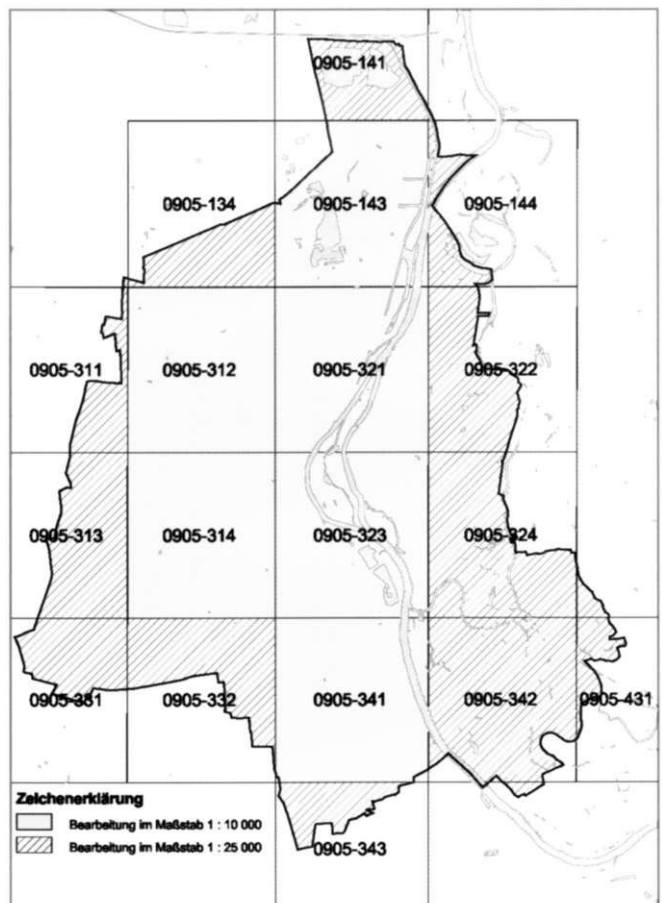 0905-141
0905-134 0905-143 0905-144
0905-311 0905-312 0905-321 0905-322
0905-313 0905-314 0905-323 0905-324
0905-331 0905-332 0905-341 0905-342 0905-431
Zeichenerklärung
Bearbeitung im Maßstab 1 : 10 000
Bearbeitung im Maßstab 1 : 25 000
0905-343